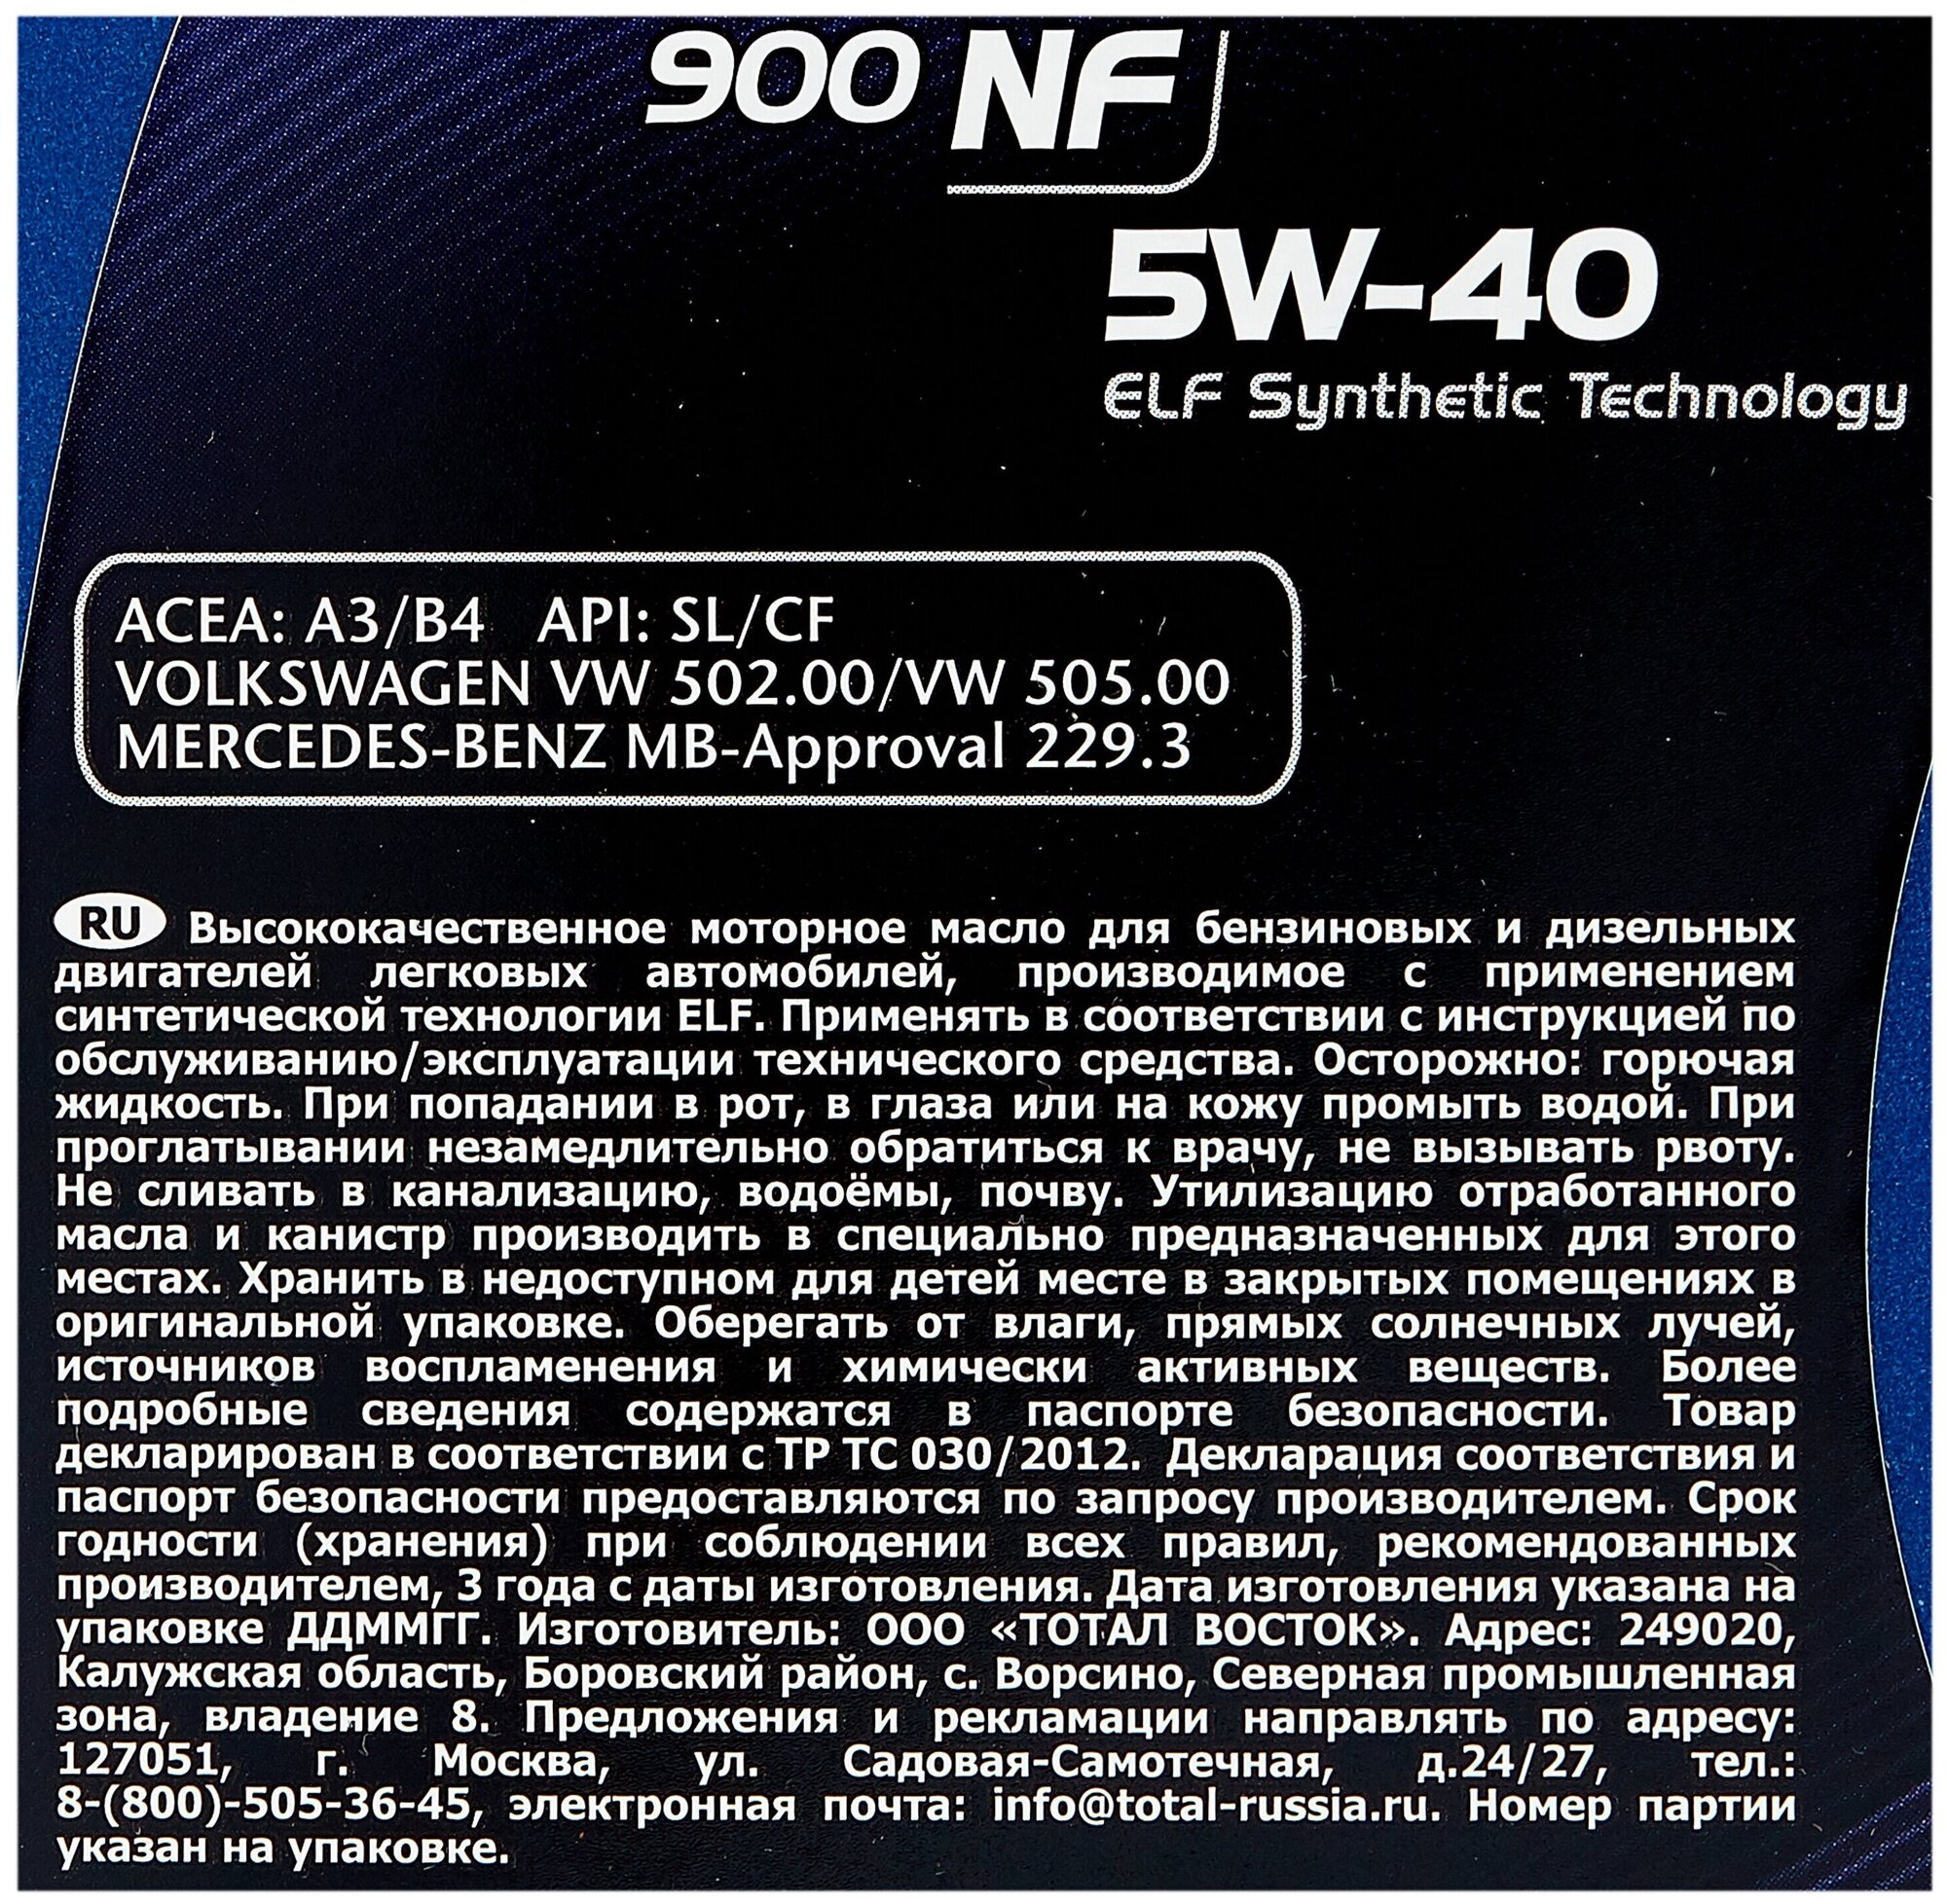 900 NF
5W-40
ELF Synthetic Technology
ACEA: A3/B4 API: SL/CF
VOLKSWAGEN VW 502.00/VW 505.00
MERCEDES-BENZ MB-Approval 229.3
RU Высококачественное моторное масло для бензиновых и дизельных
двигателей легковых автомобилей, производимое с применением
синтетической технологии ELF. Применять в соответствии с инструкцией по
обслуживанию/эксплуатации технического средства. Осторожно: горючая
жидкость. При попадании в рот, в глаза или на кожу промыть водой. При
проглатывании незамедлительно обратиться к врачу, не вызывать рвоту.
Не сливать в канализацию, водоёмы, почву. Утилизацию отработанного
масла и канистр производить в специально предназначенных для этого
местах. Хранить в недоступном для детей месте в закрытых помещениях в
оригинальной упаковке. Оберегать от влаги, прямых солнечных лучей,
источников воспламенения и химически активных веществ. Более
подробные сведения содержатся в паспорте безопасности. Товар
декларирован в соответствии с ТР ТС 030/2012. Декларация соответствия и
паспорт безопасности предоставляются по запросу производителем. Срок
годности (хранения) при соблюдении всех правил, рекомендованных
производителем, 3 года с даты изготовления. Дата изготовления указана на
упаковке ДДММГГ. Изготовитель: ООО «ТОТАЛ ВОСТОК». Адрес: 249020,
Калужская область, Боровский район, с. Ворсино, Северная промышленная
зона, владение 8. Предложения и рекламации направлять по адресу:
127051, г. Москва, ул. Садовая-Самотечная, д.24/27, тел.:
8-(800)-505-36-45, электронная почта: info@total-russia.ru. Номер партии
указан на упаковке.